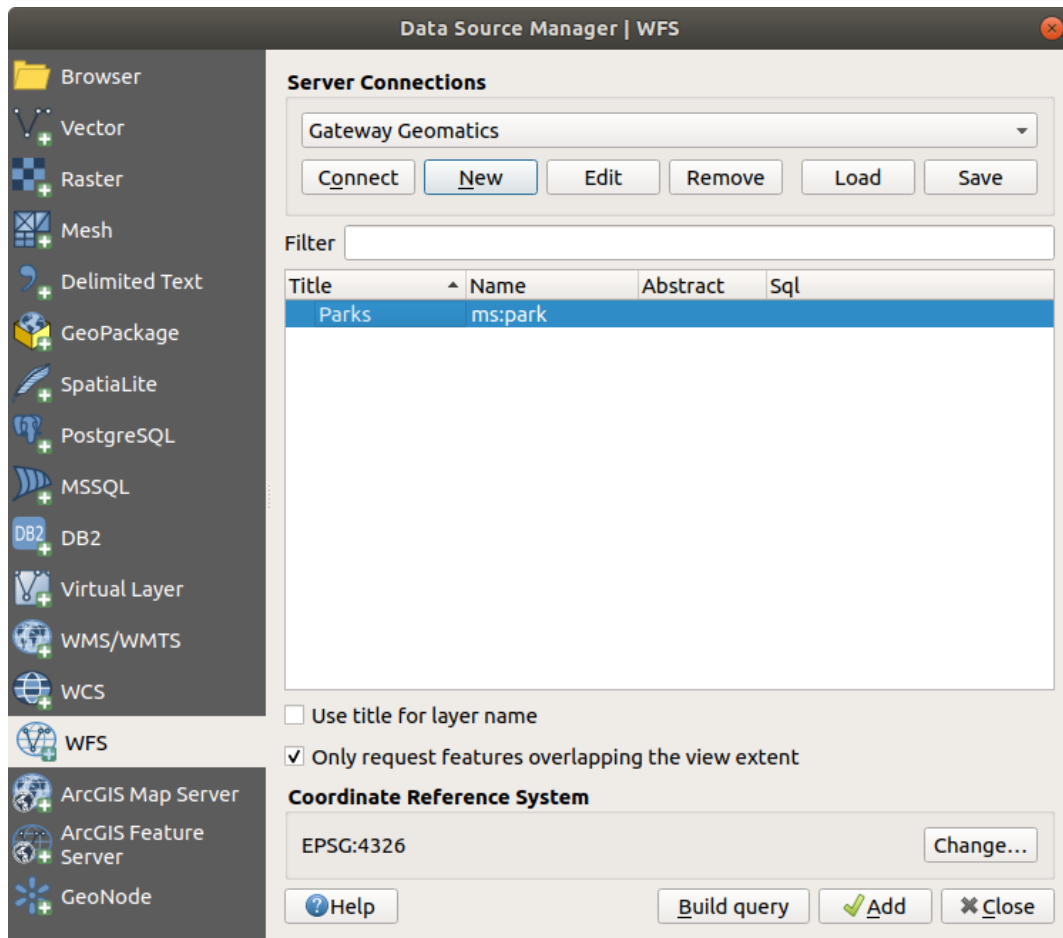 Data Source Manager | WFS
Browser
Vector
Raster
Mesh
Delimited Text
GeoPackage
SpatiaLite
PostgreSQL
MSSQL
DB2
DB2
Virtual Layer
WMS/WMTS
WCS
WFS
ArcGIS Map Server
ArcGIS Feature
Server
GeoNode
Server Connections
Gateway Geomatics
Connect New Edit Remove Load Save
Filter
Title Name Abstract Sql
Parks ms:park
Use title for layer name
Only request features overlapping the view extent
Coordinate Reference System
EPSG:4326 Change...
Help Build query Add Close